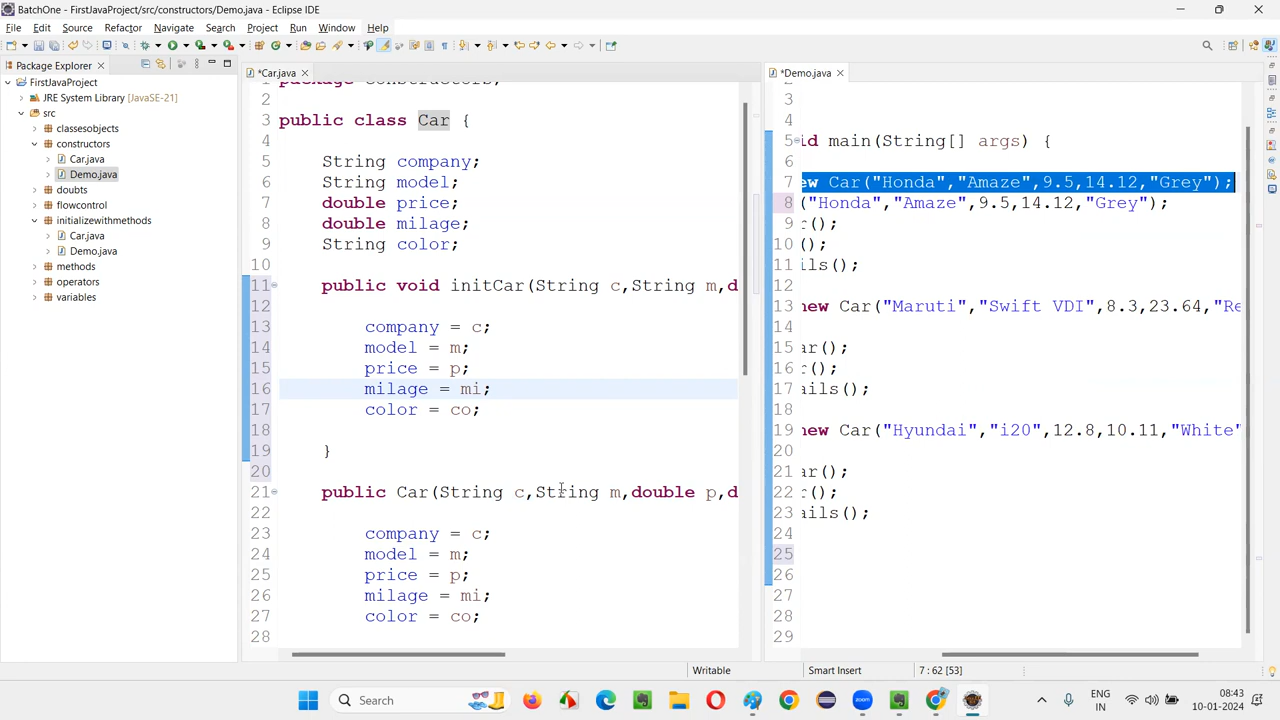 BatchOne - FirstJavaProject/src/constructors/Demo.java - Eclipse IDE
File Edit Source Refactor Navigate Search Project Run Window Help
Package Explorer
FirstJavaProject
JRE System Library [JavaSE-21]
src
classesobjects
constructors
Car.java
Demo.java
doubts
flowcontrol
initializewithmethods
Car.java
Demo.java
methods
operators
variables
*Car.java
1 package constructors;
2
3 public class Car {
4
5 String company;
6 String model;
7 double price;
8 double milage;
9 String color;
10
11 public void initCar(String c,String m,d
12
13 company = c;
14 model = m;
15 price = p;
16 milage = mi;
17 color = co;
18
19 }
20
21 public Car(String c,String m,double p,d
22
23 company = c;
24 model = m;
25 price = p;
26 milage = mi;
27 color = co;
28
*Demo.java
2
3
4
5 id main(String[] args) {
6
7 ew Car("Honda","Amaze",9.5,14.12,"Grey");
8 ("Honda","Amaze",9.5,14.12,"Grey");
9 r();
10 ();
11 ils();
12
13 new Car("Maruti","Swift VDI",8.3,23.64,"Re
14
15 ar();
16 r();
17 ails();
18
19 new Car("Hyundai","i20",12.8,10.11,"White"
20
21 ar();
22 r();
23 ails();
24
25
26
27
28
29
Writable Smart Insert 7 : 62 [53]
Search
ENG
IN
08:43
10-01-2024